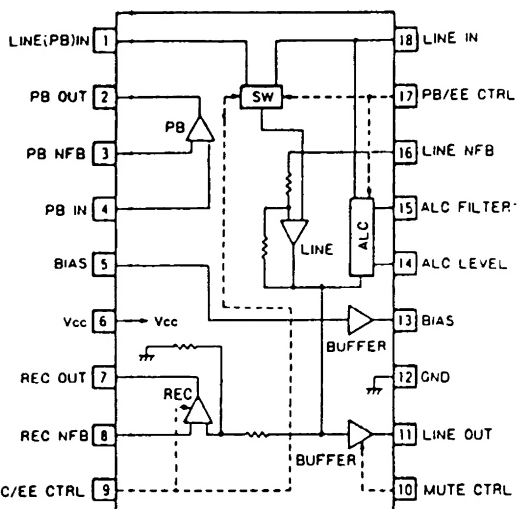 LINE(PB)IN 1
PB OUT 2
PB NFB 3
PB IN 4
BIAS 5
Vcc 6 Vcc
REC OUT 7
REC NFB 8
C/EE CTRL 9
18 LINE IN
17 PB/EE CTRL
16 LINE NFB
15 ALC FILTER
14 ALC LEVEL
13 BIAS
12 GND
11 LINE OUT
10 MUTE CTRL
SW
PB
LINE
ALC
BUFFER
REC
BUFFER